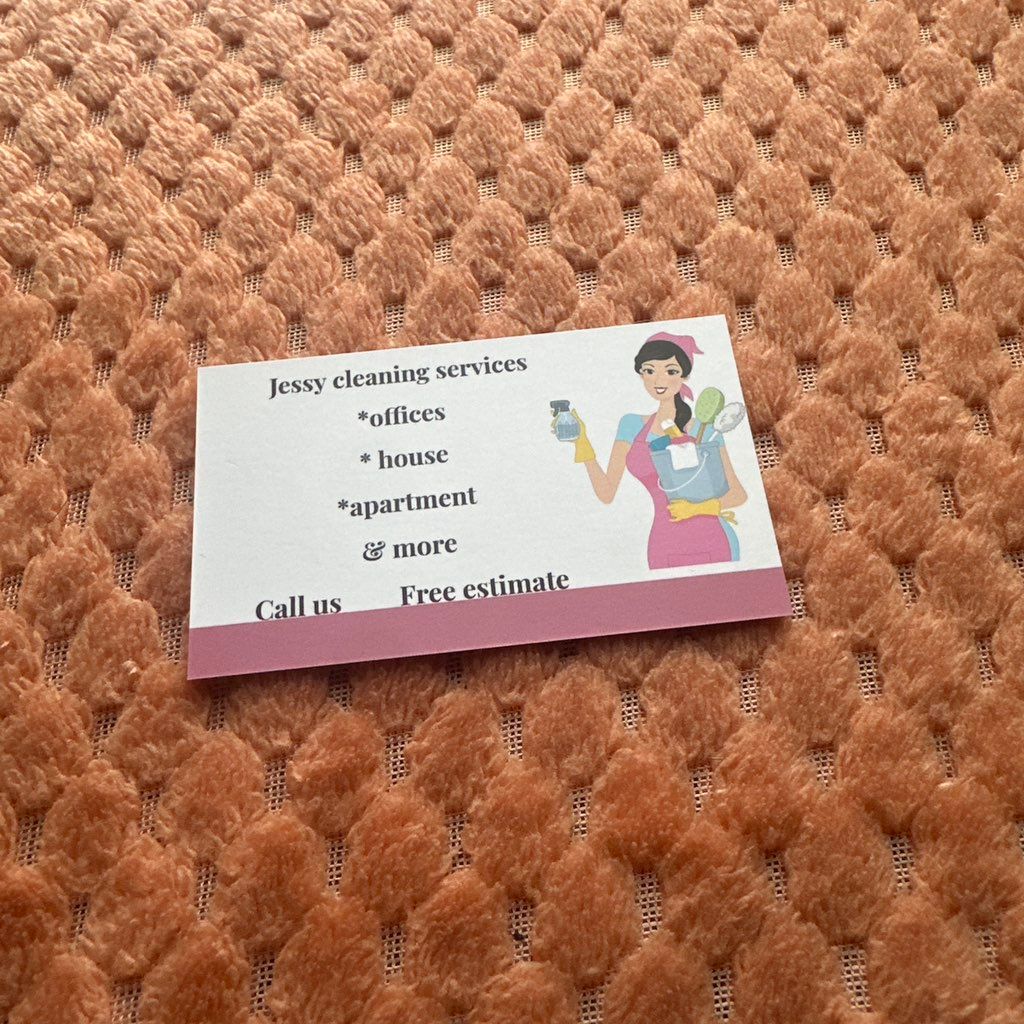 Jessy cleaning services
*offices
* house
*apartment
& more
Call us Free estimate